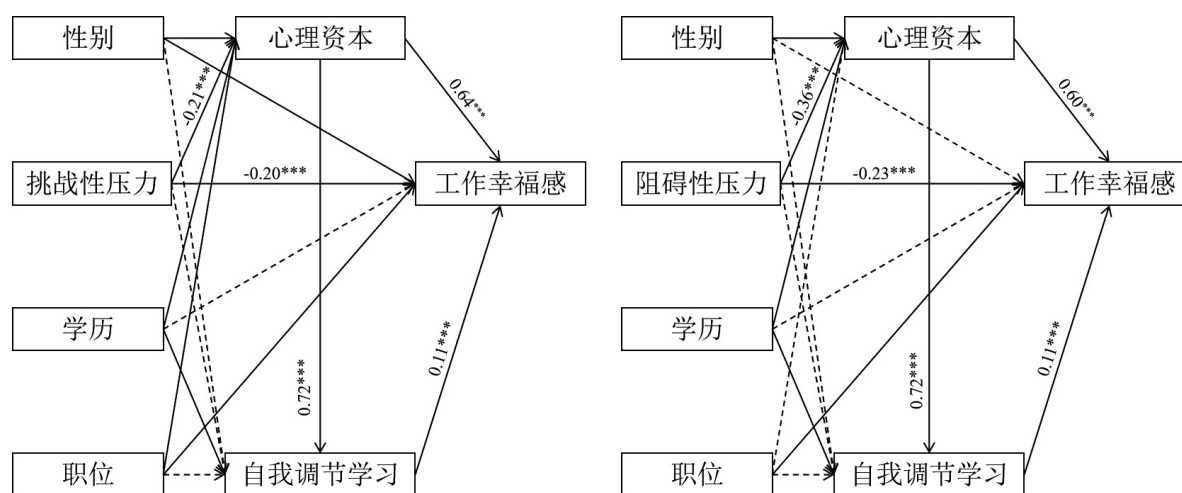 性别
心理资本
-0.21***
0.64***
挑战性压力
-0.20***
工作幸福感
学历
0.72***
0.11***
职位
自我调节学习
性别
心理资本
-0.36***
0.60***
阻碍性压力
-0.23***
工作幸福感
学历
0.72***
0.11***
职位
自我调节学习